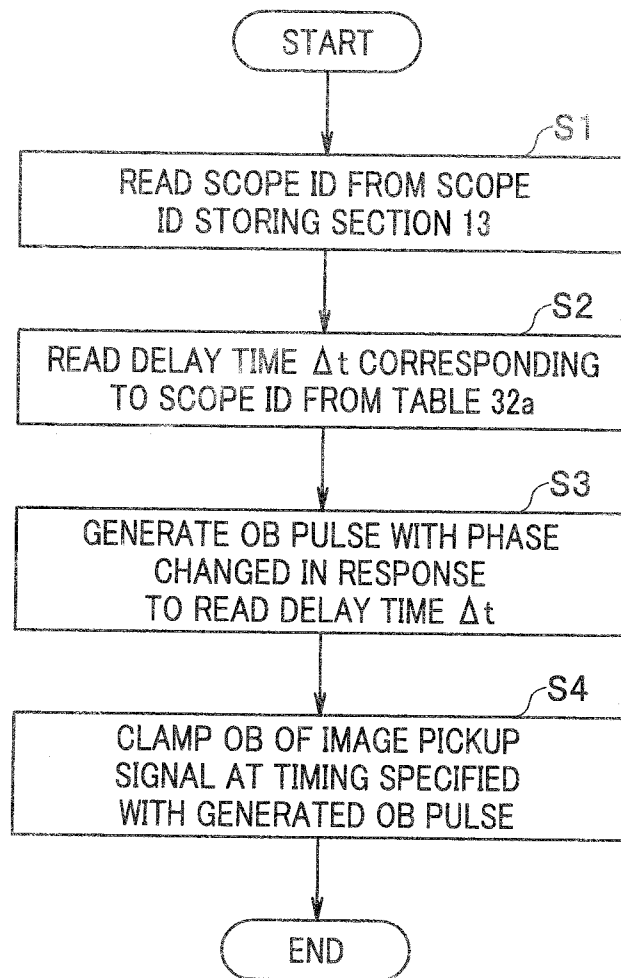 START
S1
READ SCOPE ID FROM SCOPE
ID STORING SECTION 13
S2
READ DELAY TIME Δt CORRESPONDING
TO SCOPE ID FROM TABLE 32a
S3
GENERATE OB PULSE WITH PHASE
CHANGED IN RESPONSE
TO READ DELAY TIME Δt
S4
CLAMP OB OF IMAGE PICKUP
SIGNAL AT TIMING SPECIFIED
WITH GENERATED OB PULSE
END